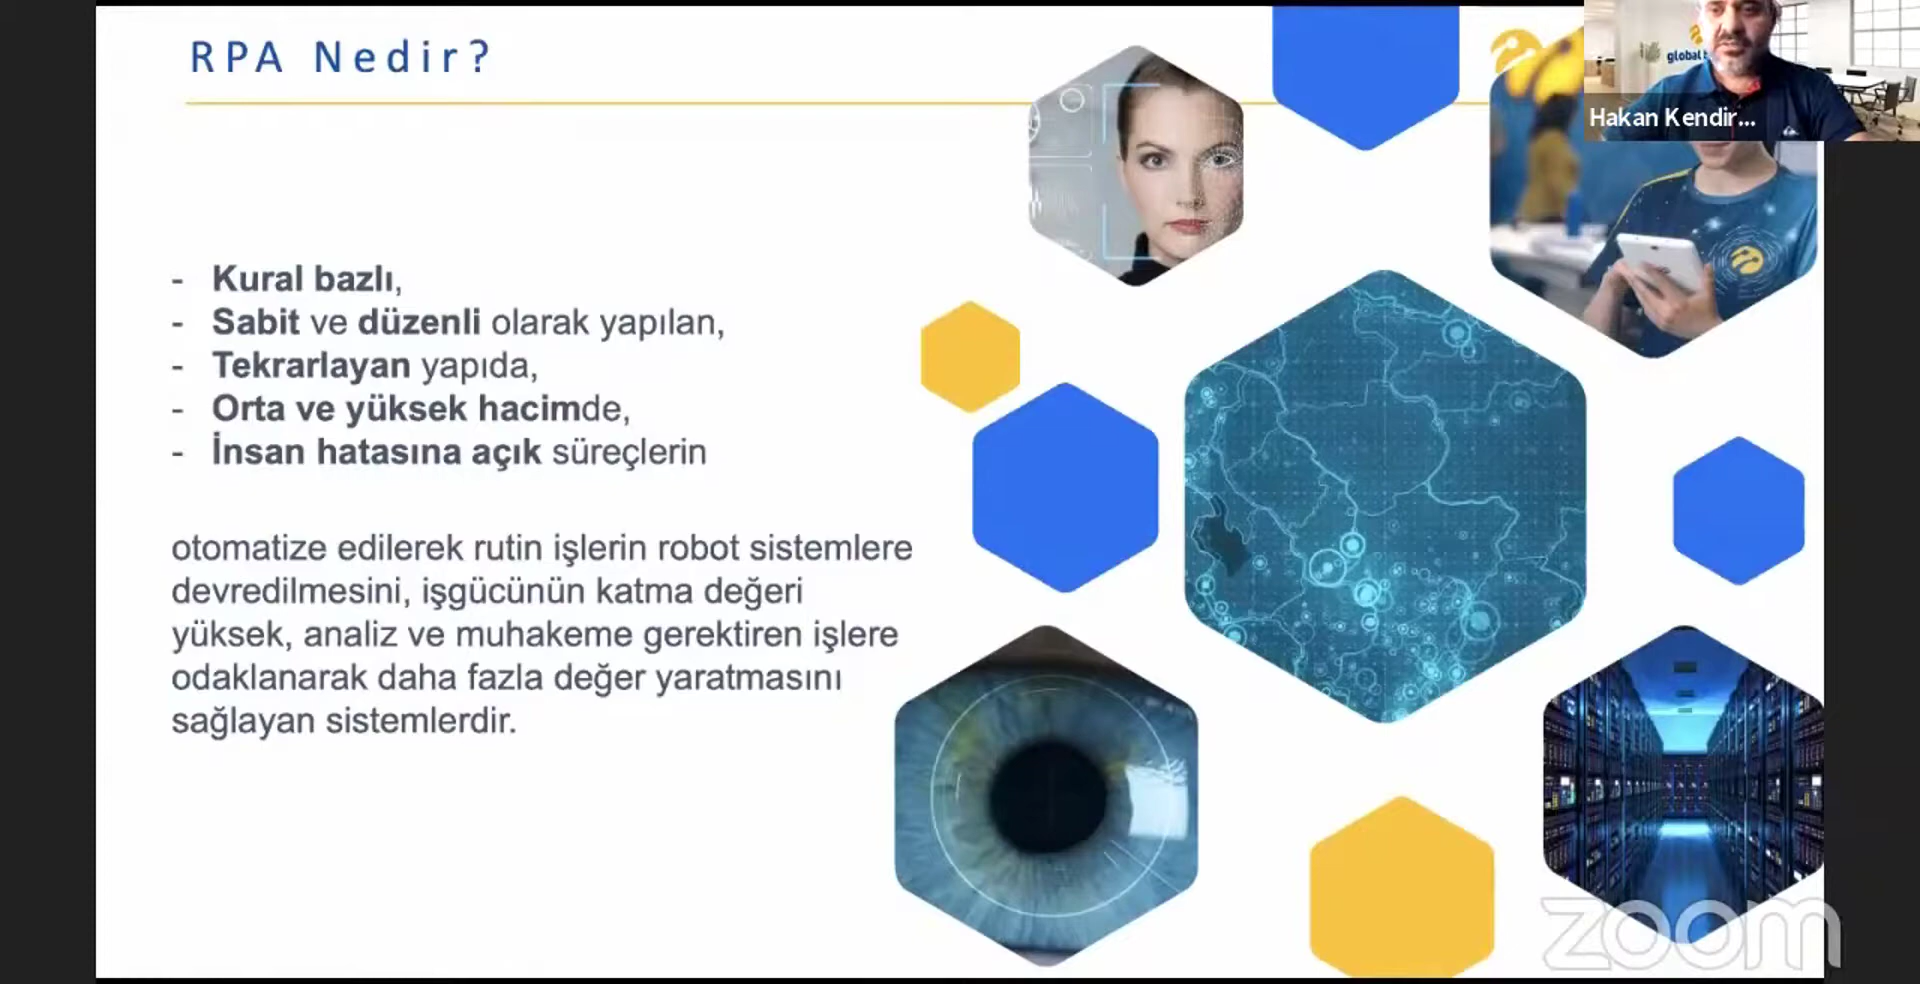 RPA Nedir?
global
Hakan Kendir...
- Kural bazlı,
- Sabit ve düzenli olarak yapılan,
- Tekrarlayan yapıda,
- Orta ve yüksek hacimde,
- İnsan hatasına açık süreçlerin
otomatize edilerek rutin işlerin robot sistemlere
devredilmesini, işgücünün katma değeri
yüksek, analiz ve muhakeme gerektiren işlere
odaklanarak daha fazla değer yaratmasını
sağlayan sistemlerdir.
zoom